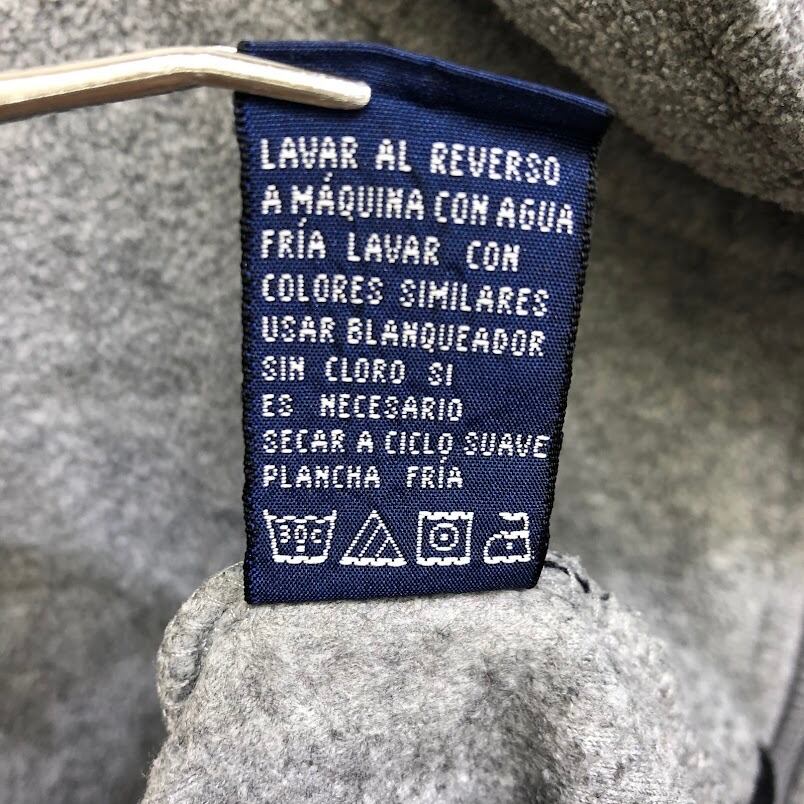 LAVAR AL REVERSO
A MÁQUINA CON AGUA
FRÍA LAVAR CON
COLORES SIMILARES
USAR BLANQUEADOR
SIN CLORO SI
ES NECESARIO
SECAR A CICLO SUAVE
PLANCHA FRÍA
30C